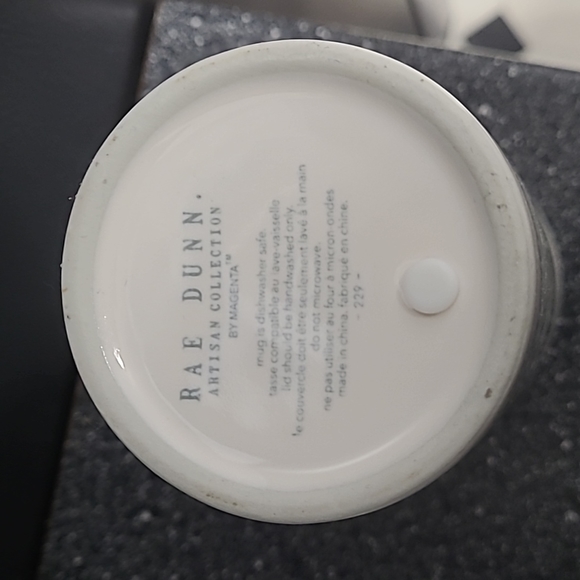 RAE DUNN.
ARTISAN COLLECTION
BY MAGENTA™
mug is dishwasher safe.
tasse compatible au lave-vaisselle
lid should be handwashed only.
le couvercle doit être seulement lavé à la main
do not microwave.
ne pas utiliser au four à micron-ondes
made in china. fabriqué en chine.
- 229 -